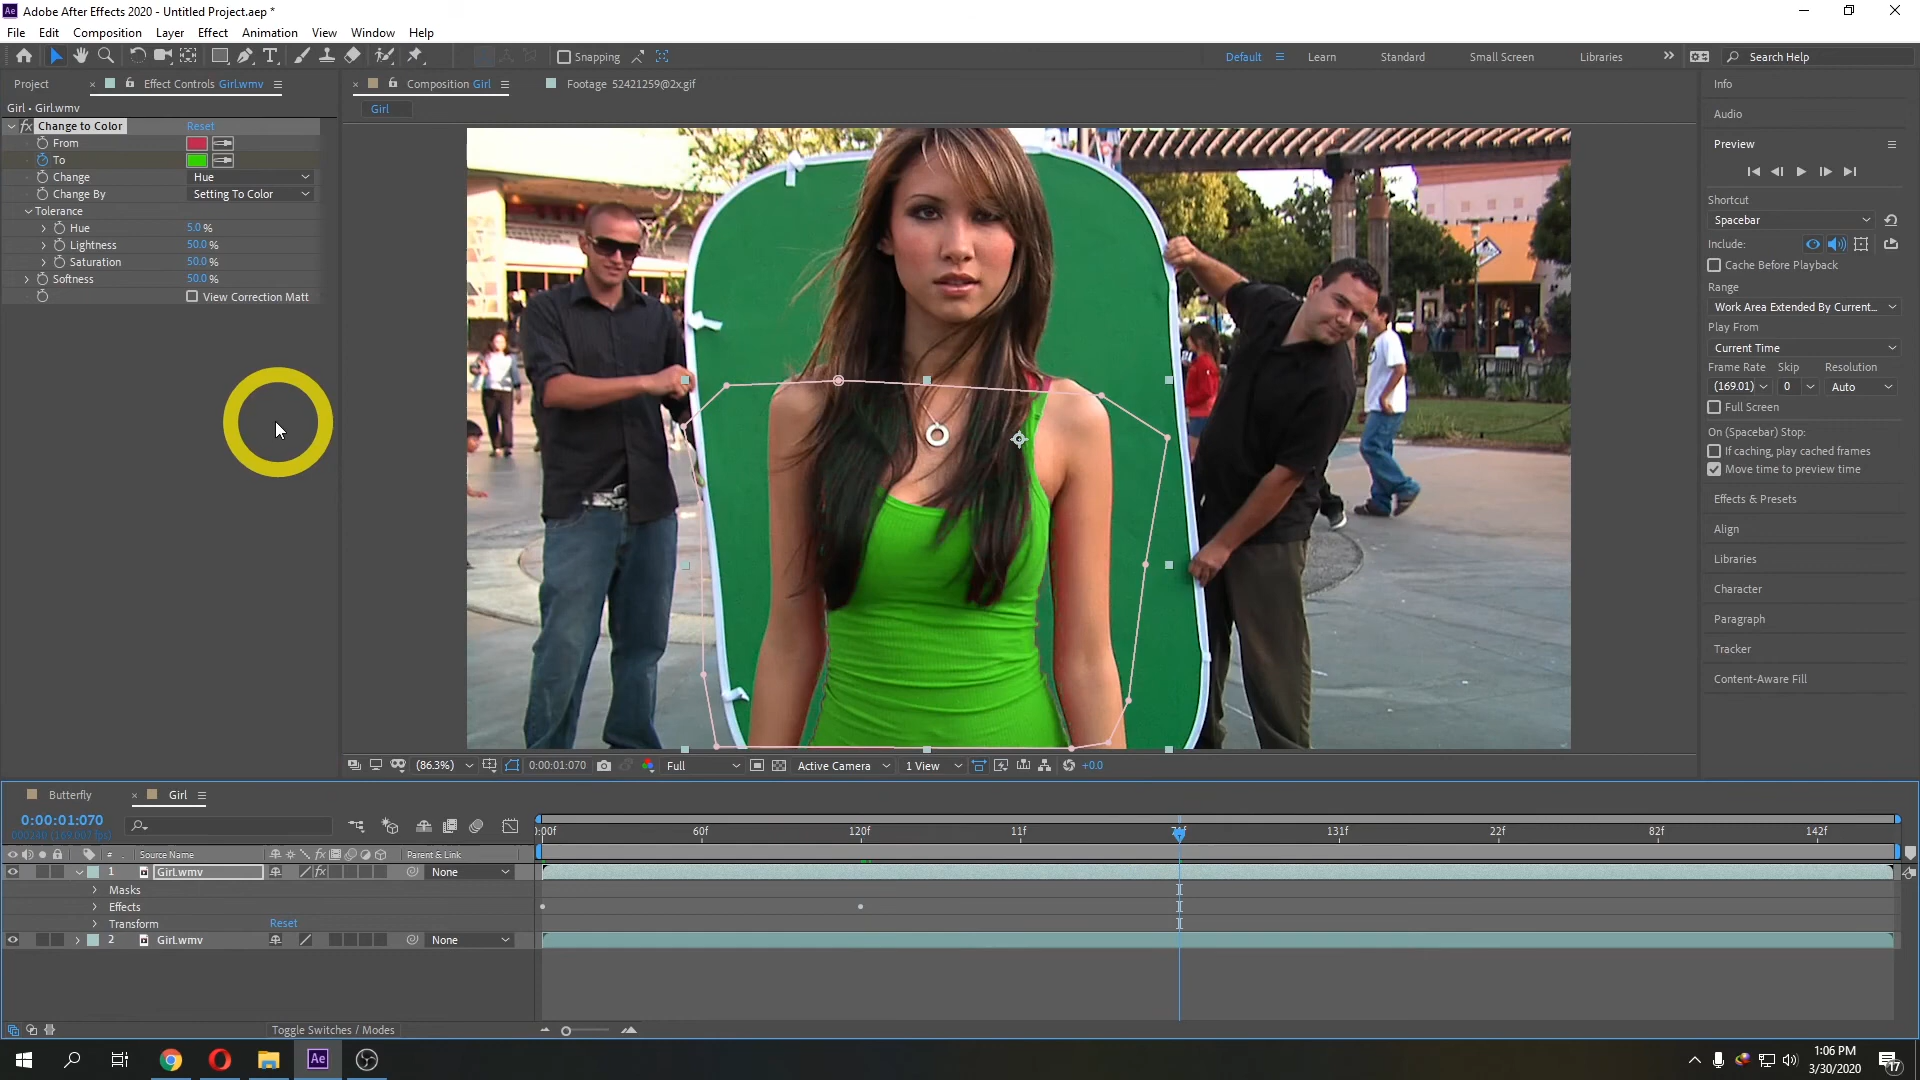 Adobe After Effects 2020 - Untitled Project.aep *
File Edit Composition Layer Effect Animation View Window Help
Snapping Default Learn Standard Small Screen Libraries Search Help
Project Effect Controls Girl.wmv Composition Girl Footage 52421259@2x.gif Info
Girl • Girl.wmv
Girl
Audio
fx Change to Color Reset
From
To
Change Hue
Change By Setting To Color
Tolerance
Hue 5.0 %
Lightness 50.0 %
Saturation 50.0 %
Softness 50.0 %
View Correction Matt
Preview
Shortcut
Spacebar
Include:
Cache Before Playback
Range
Work Area Extended By Current...
Play From
Current Time
Frame Rate Skip Resolution
(169.01) 0 Auto
Full Screen
On (Spacebar) Stop:
If caching, play cached frames
Move time to preview time
Effects & Presets
Align
Libraries
Character
Paragraph
Tracker
Content-Aware Fill
(86.3%) 0:00:01:070 Full Active Camera 1 View +0.0
Butterfly Girl
0:00:01:070
:00f 60f 120f 11f 131f 22f 82f 142f
# Source Name fx Parent & Link
1 Girl.wmv fx None
Masks
Effects
Transform Reset
2 Girl.wmv None
Toggle Switches / Modes
Ae
1:06 PM
3/30/2020
17